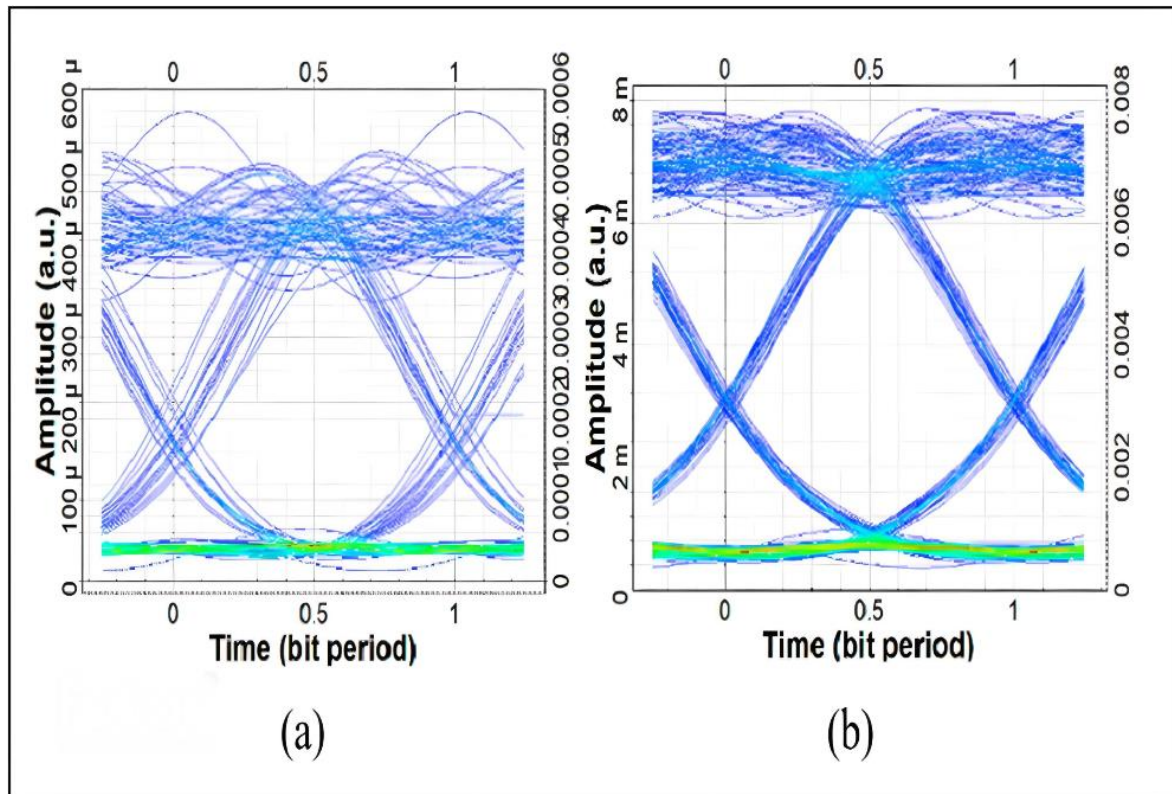 0 0.5 1
600 µ
500 µ
400 µ
300 µ
200 µ
100 µ
0
Amplitude (a.u.)
0.0006
0.0005
0.0004
0.0003
0.0002
0.0001
0
0 0.5 1
Time (bit period)
(a)
0 0.5 1
8 m
6 m
4 m
2 m
0
Amplitude (a.u.)
0.008
0.006
0.004
0.002
0
0 0.5 1
Time (bit period)
(b)